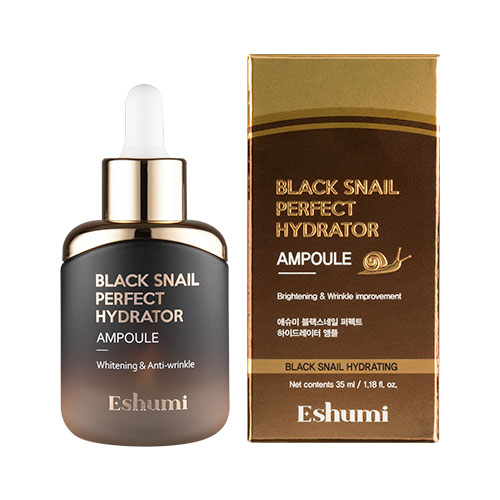 BLACK SNAIL
PERFECT
HYDRATOR
AMPOULE
Whitening & Anti-wrinkle
Eshumi
BLACK SNAIL
PERFECT
HYDRATOR
AMPOULE
Brightening & Wrinkle improvement
애슈미 블랙스네일 퍼펙트
하이드레이터 앰플
BLACK SNAIL HYDRATING
Net contents 35 ml / 1.18 fl. oz.
Eshumi